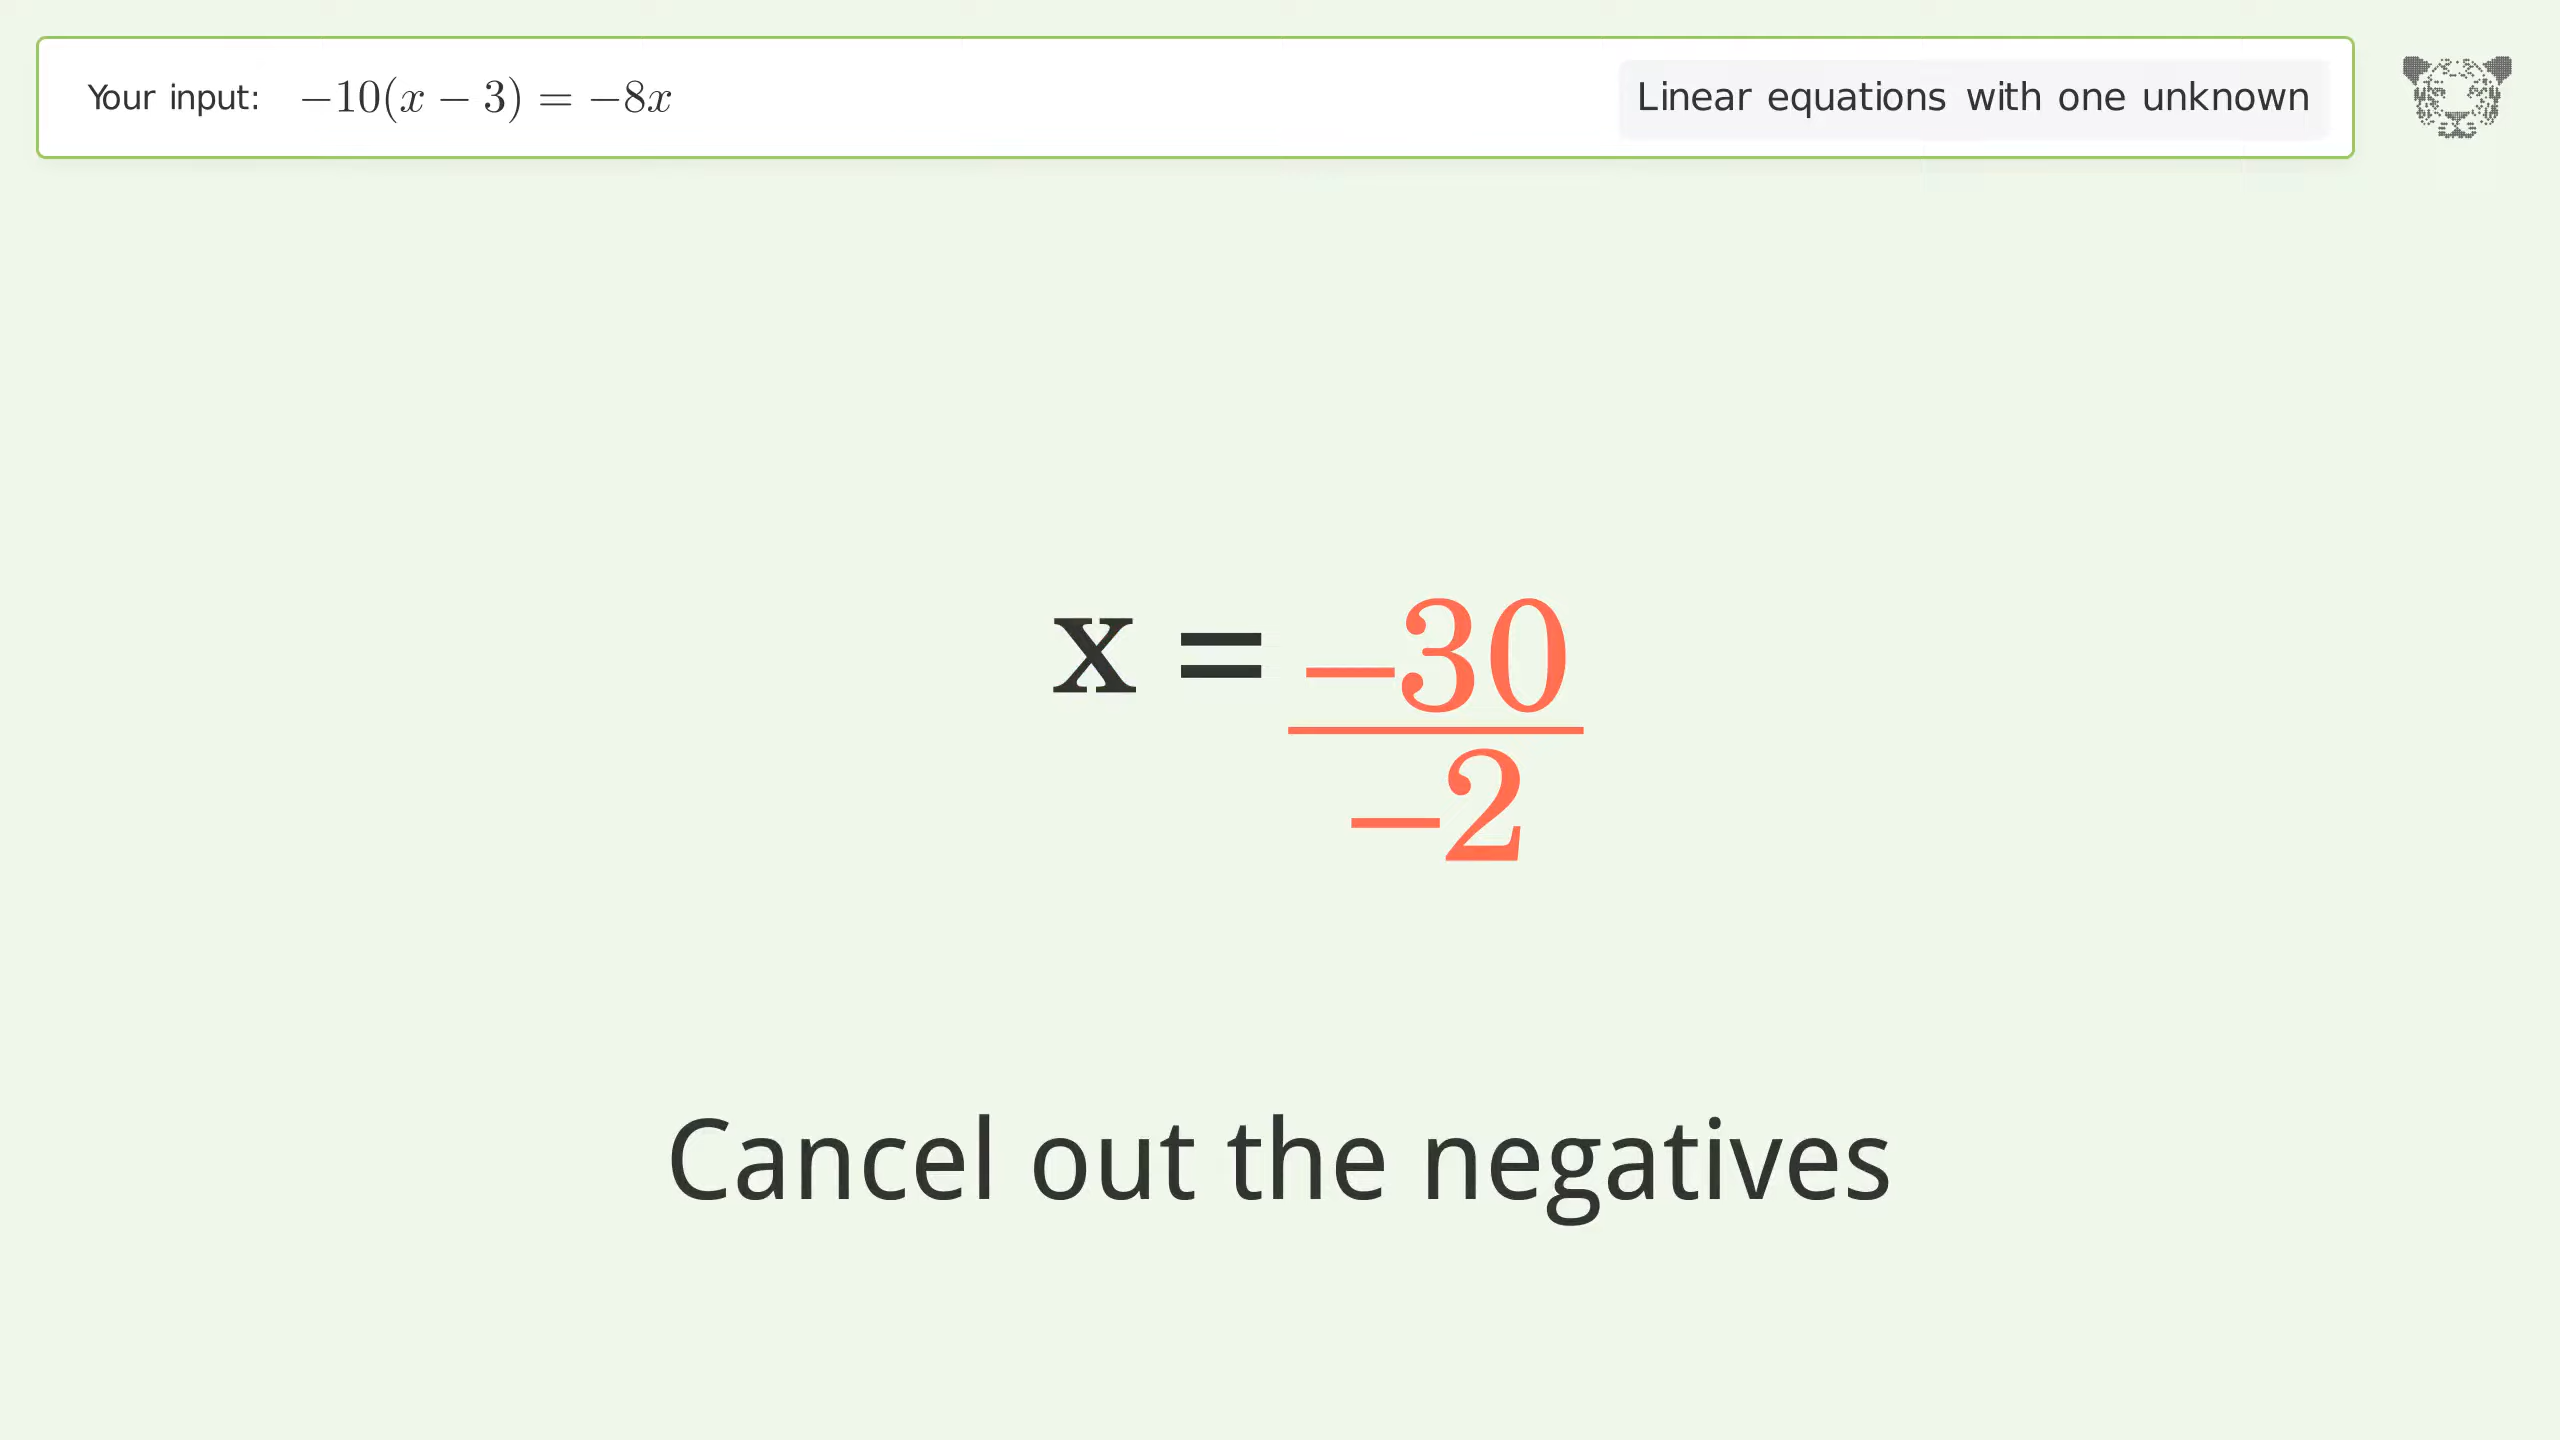 Your input: −10(x − 3) = −8x
Linear equations with one unknown
x = −30/−2
Cancel out the negatives